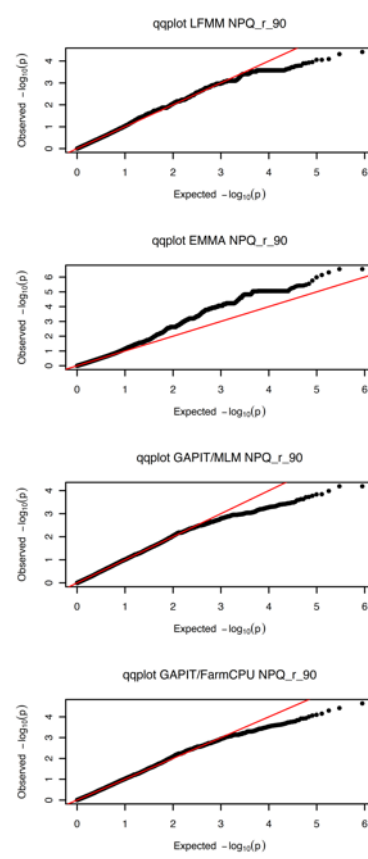 qqplot LFMM NPQ_r_90
Observed −log10(p)
4
3
2
1
0
0 1 2 3 4 5 6
Expected −log10(p)
qqplot EMMA NPQ_r_90
Observed −log10(p)
6
5
4
3
2
1
0
0 1 2 3 4 5 6
Expected −log10(p)
qqplot GAPIT/MLM NPQ_r_90
Observed −log10(p)
4
3
2
1
0
0 1 2 3 4 5 6
Expected −log10(p)
qqplot GAPIT/FarmCPU NPQ_r_90
Observed −log10(p)
4
3
2
1
0
0 1 2 3 4 5 6
Expected −log10(p)